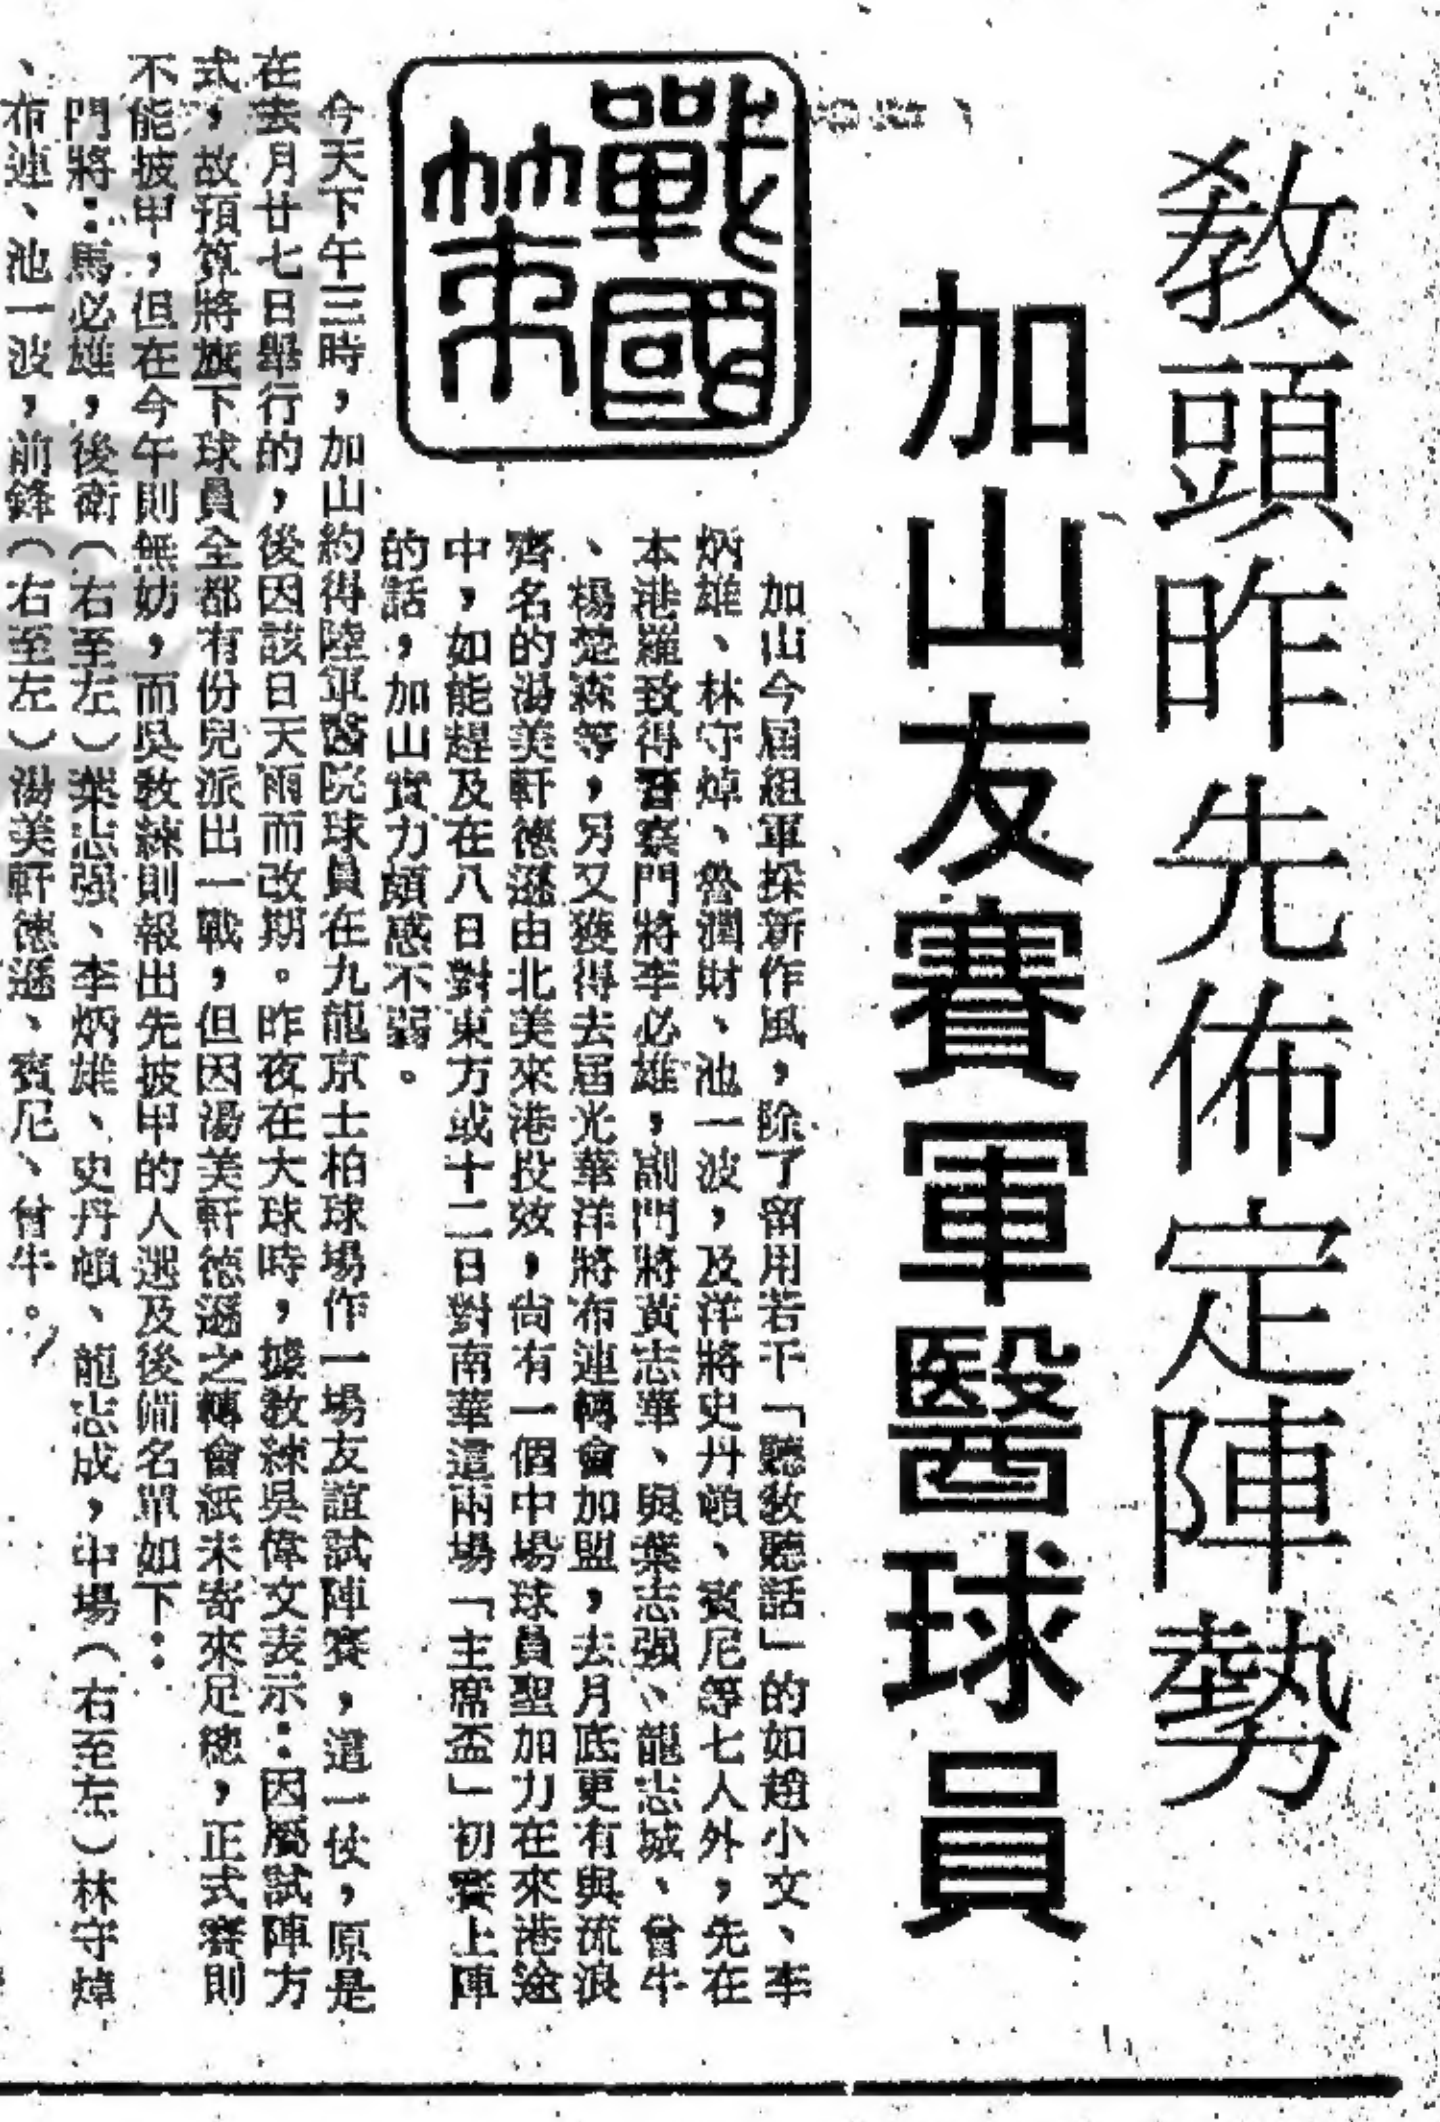 教頭昨先佈定陣勢
加山友賽軍醫球員
戰國策
加山今屆組軍採新作風，除了留用若干「聽教聽話」的如趙小文、李
炳雄、林守焯、詹潤財、池一波，及洋將史丹頓、賓尼等七人外，先在
本港羅致得警察門將李必雄，副門將黃志華、與葉志强、龍志城、曾牛
、楊楚森等，另又獲得去屆光華洋將布連轉會加盟，去月底更有與流浪
齊名的湯美軒德遜由北美來港投效，尚有一個中場球員聖加力在來港途
中，如能趕及在八日對東方或十二日對南華這兩場「主席盃」初賽上陣
的話，加山實力頗感不弱。
今天下午三時，加山約得陸軍醫院球員在九龍京士柏球場作一場友誼試陣賽，這一仗，原是
在去月廿七日舉行的，後因該日天雨而改期。昨夜在大球時，據教練吳偉文表示：因屬試陣方
式，故預算將旗下球員全都有份兒派出一戰，但因湯美軒德遜之轉會紙未寄來足總，正式賽則
不能披甲，但在今午則無妨，而吳教練則報出先披甲的人選及後備名單如下：
門將：馬必雄，後衛（右至左）葉志强、李炳雄、史丹頓、龍志成，中場（右至左）林守焯
、布連、池一波，前鋒（右至左）湯美軒德遜、賓尼、曾牛。